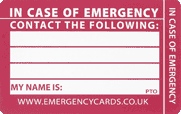 IN CASE OF EMERGENCY
CONTACT THE FOLLOWING:
MY NAME IS:
PTO
WWW.EMERGENCYCARDS.CO.UK
IN CASE OF EMERGENCY